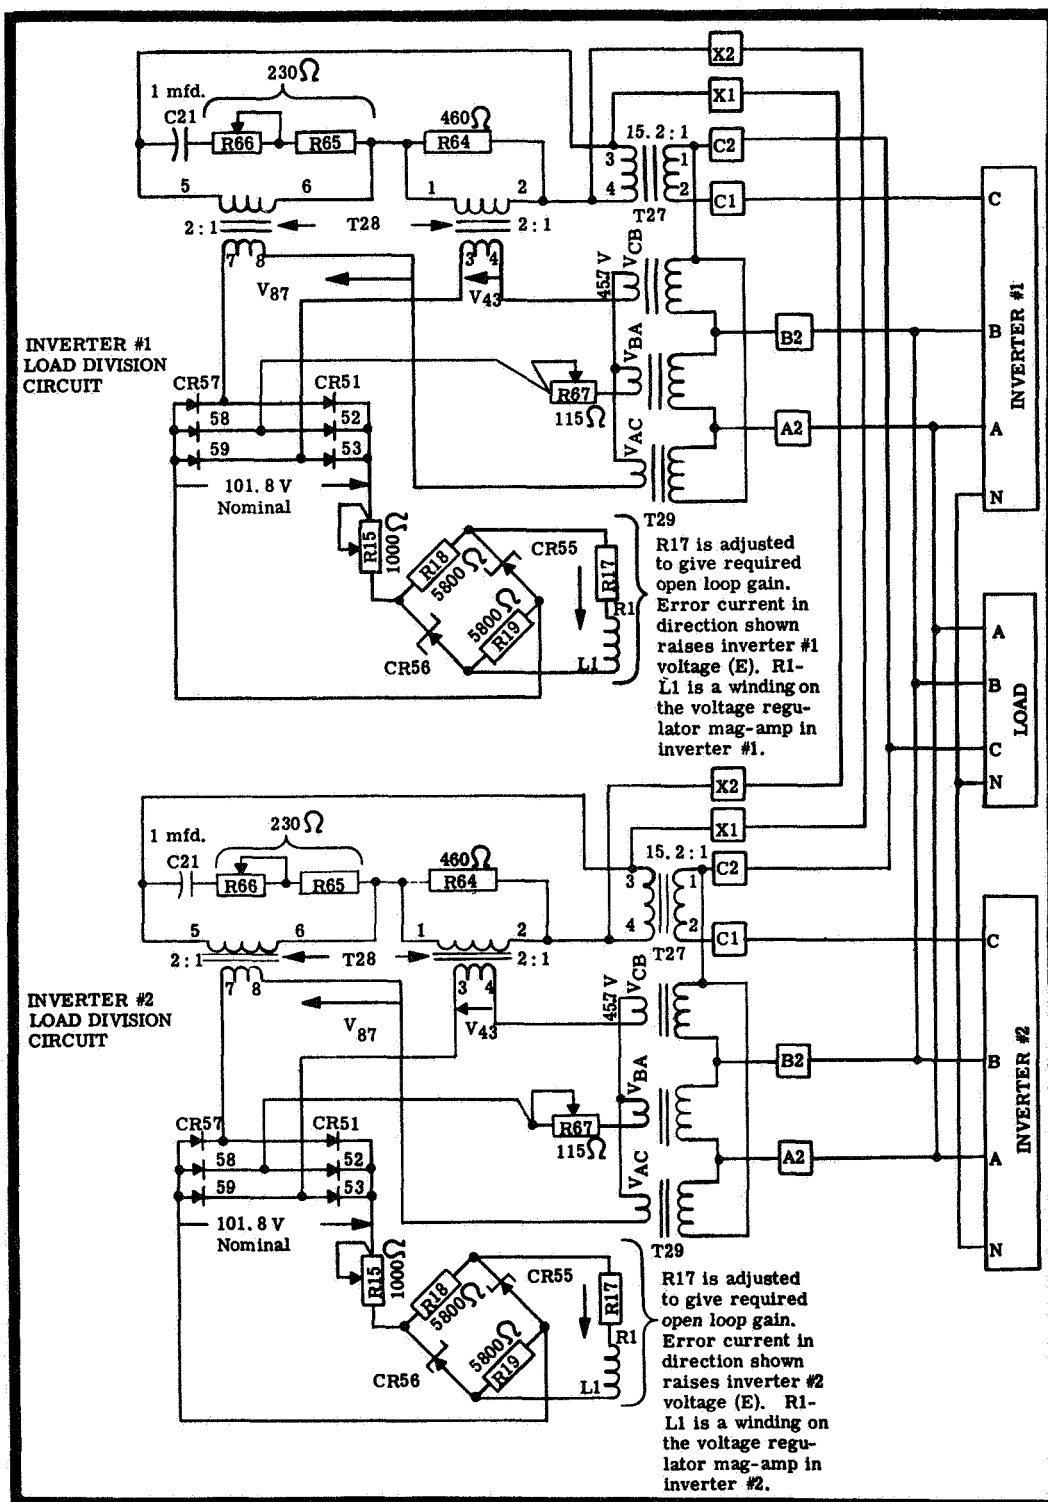 X2
230Ω
1 mfd.
X1
C21
460Ω
R66
R65
R64
15.2:1
C2
3
1
5
6
1
2
4
2
C1
C
T27
2:1
T28
2:1
7 8
3 4
45.7 V
VCB
V87
V43
INVERTER #1
LOAD DIVISION
CIRCUIT
VBA
B2
B
INVERTER #1
CR57
CR51
R67
115Ω
58
52
A2
A
59
53
VAC
101.8 V
Nominal
N
T29
R15
1000Ω
R18
5800Ω
CR55
R17
R1
5800Ω
R19
CR56
L1
R17 is adjusted
to give required
open loop gain.
Error current in
direction shown
raises inverter #1
voltage (E). R1-
L1 is a winding on
the voltage regu-
lator mag-amp in
inverter #1.
A
B
LOAD
C
N
X2
230Ω
1 mfd.
X1
C21
460Ω
R66
R65
R64
15.2:1
C2
3
1
5
6
1
2
4
2
C1
C
T27
2:1
T28
2:1
7 8
3 4
45.7 V
VCB
INVERTER #2
LOAD DIVISION
CIRCUIT
V87
V43
VBA
B2
B
INVERTER #2
CR57
CR51
R67
115Ω
58
52
A2
A
59
53
VAC
101.8 V
Nominal
N
T29
R15
1000Ω
R18
5800Ω
CR55
R17
R1
5800Ω
R19
CR56
L1
R17 is adjusted
to give required
open loop gain.
Error current in
direction shown
raises inverter #2
voltage (E). R1-
L1 is a winding on
the voltage regu-
lator mag-amp in
inverter #2.